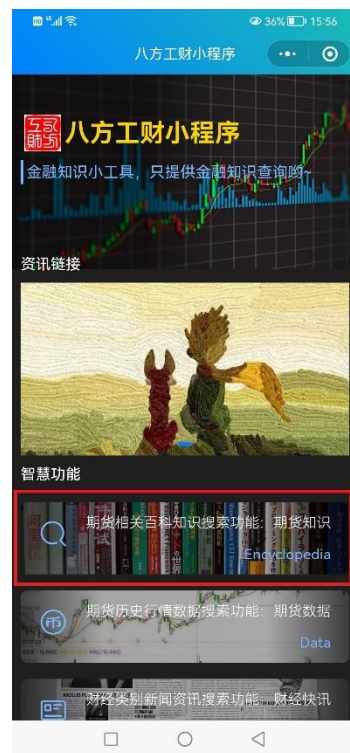 36% 15:56
八方工财小程序
八方工财小程序
金融知识小工具，只提供金融知识查询哟~
资讯链接
智慧功能
期货相关百科知识搜索功能：期货知识
Encyclopedia
期货历史行情数据搜索功能：期货数据
Data
财经类别新闻资讯搜索功能：财经快讯